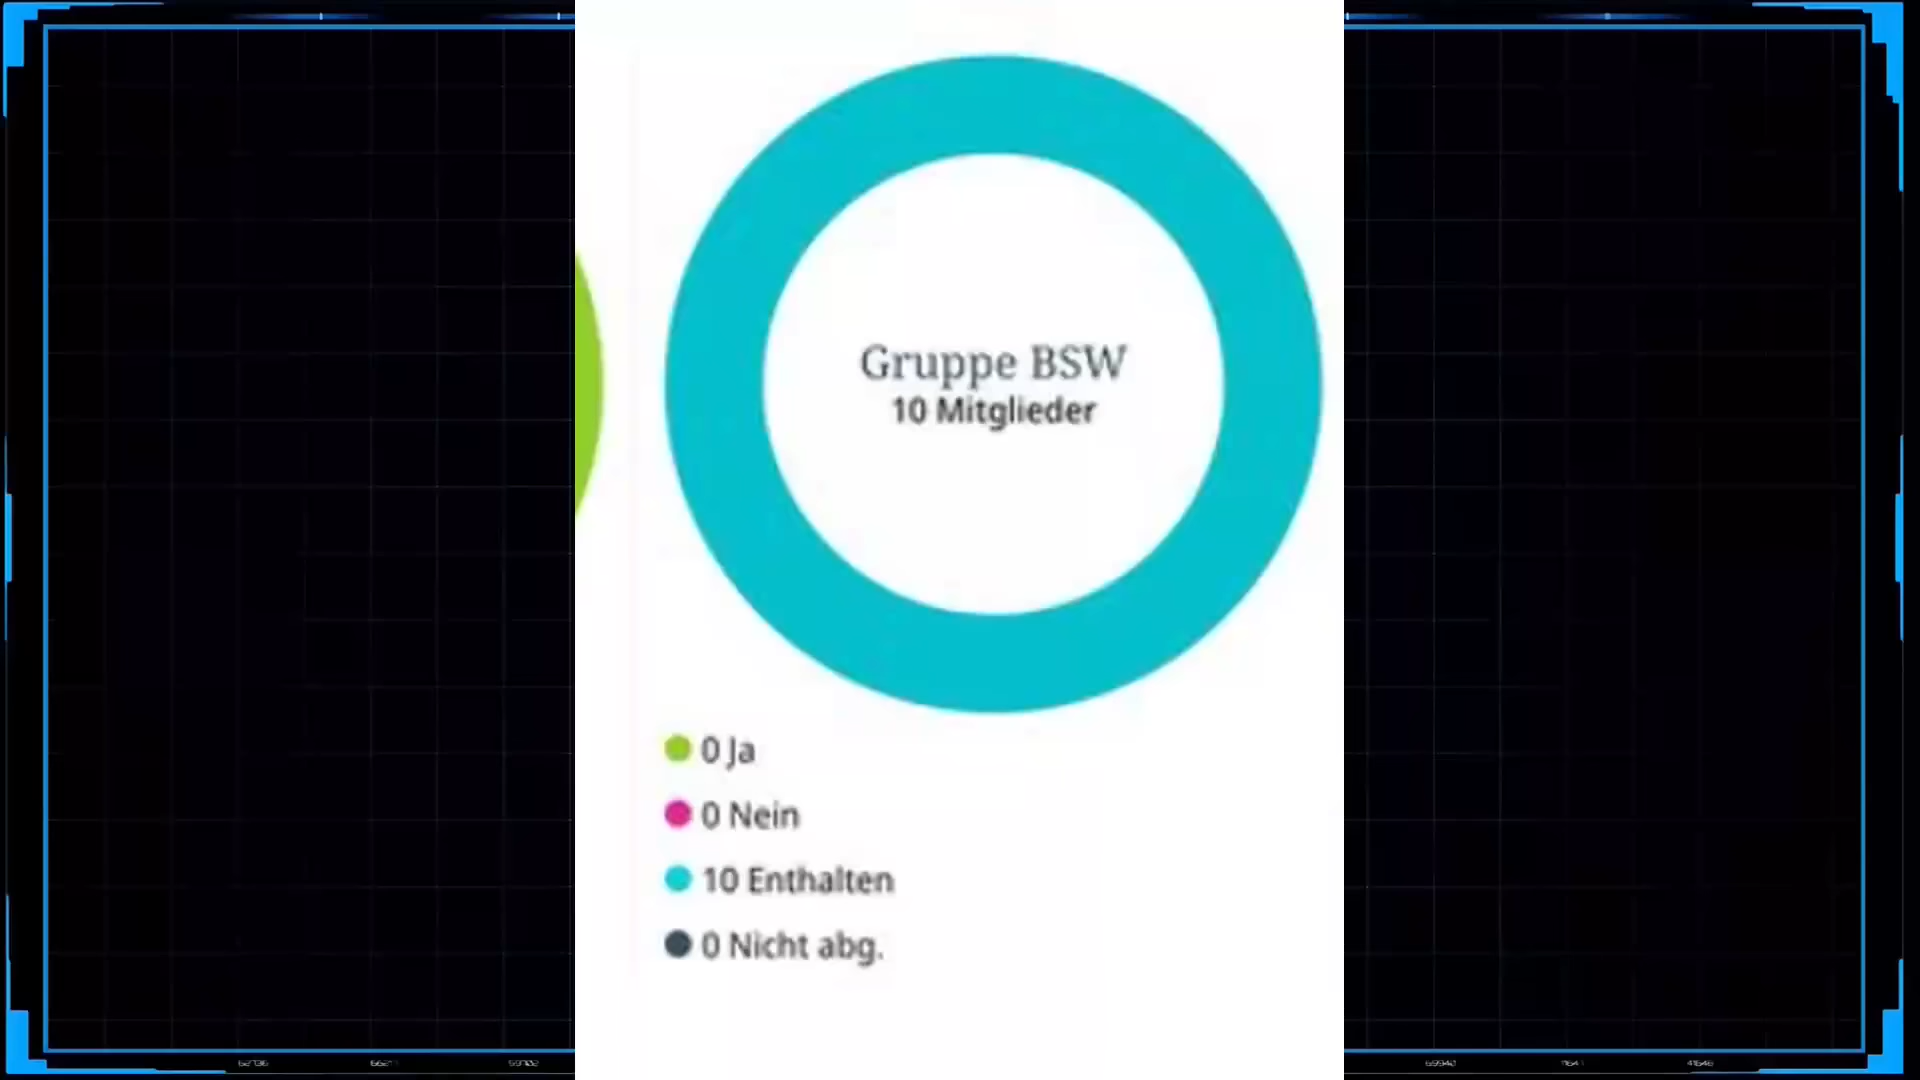 Gruppe BSW
10 Mitglieder
0 Ja
0 Nein
10 Enthalten
0 Nicht abg.